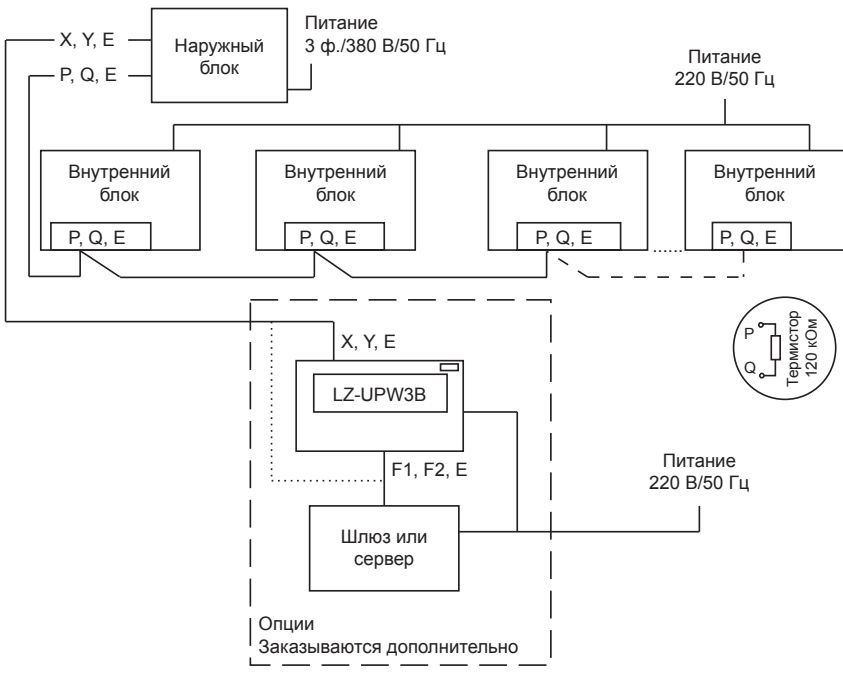 Питание
3 ф./380 В/50 Гц
X, Y, E
P, Q, E
Наружный
блок
Питание
220 В/50 Гц
Внутренний
блок
P, Q, E
Внутренний
блок
P, Q, E
Внутренний
блок
P, Q, E
Внутренний
блок
P, Q, E
X, Y, E
LZ-UPW3B
F1, F2, E
Шлюз или
сервер
P
Q
Термистор
120 кОм
Питание
220 В/50 Гц
Опции
Заказываются дополнительно